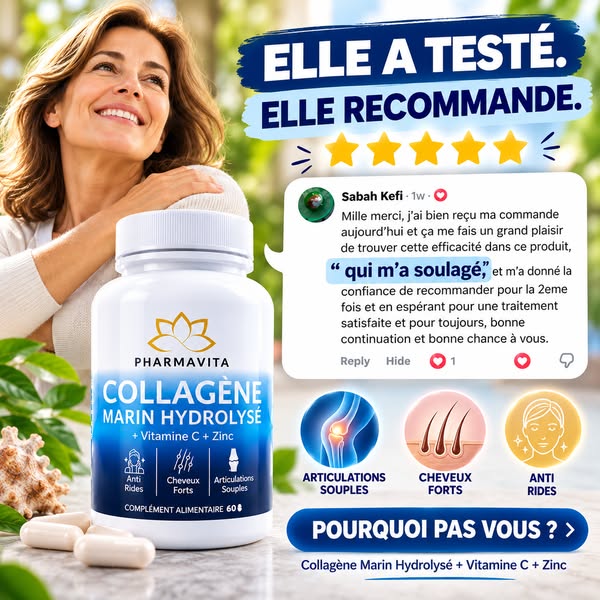 ELLE A TESTÉ.
ELLE RECOMMANDE.
Sabah Kefi · 1w ·
Mille merci, j'ai bien reçu ma commande
aujourd'hui et ça me fais un grand plaisir
de trouver cette efficacité dans ce produit,
“ qui m'a soulagé,” et m'a donné la
confiance de recommander pour la 2eme
fois et en espérant pour une traitement
satisfaite et pour toujours, bonne
continuation et bonne chance à vous.
Reply Hide 1
PHARMAVITA
COLLAGÈNE
MARIN HYDROLYSÉ
+ Vitamine C + Zinc
Anti
Rides
Cheveux
Forts
Articulations
Souples
COMPLÉMENT ALIMENTAIRE 60
ARTICULATIONS
SOUPLES
CHEVEUX
FORTS
ANTI
RIDES
POURQUOI PAS VOUS ? >
Collagène Marin Hydrolysé + Vitamine C + Zinc